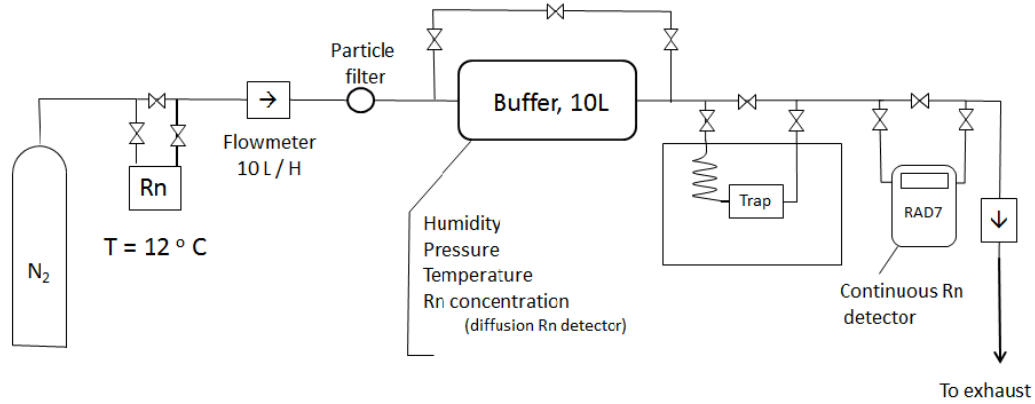 Particle
filter
Buffer, 10L
Flowmeter
10 L / H
Rn
T = 12 ° C
N2
Humidity
Pressure
Temperature
Rn concentration
(diffusion Rn detector)
Trap
RAD7
Continuous Rn
detector
To exhaust